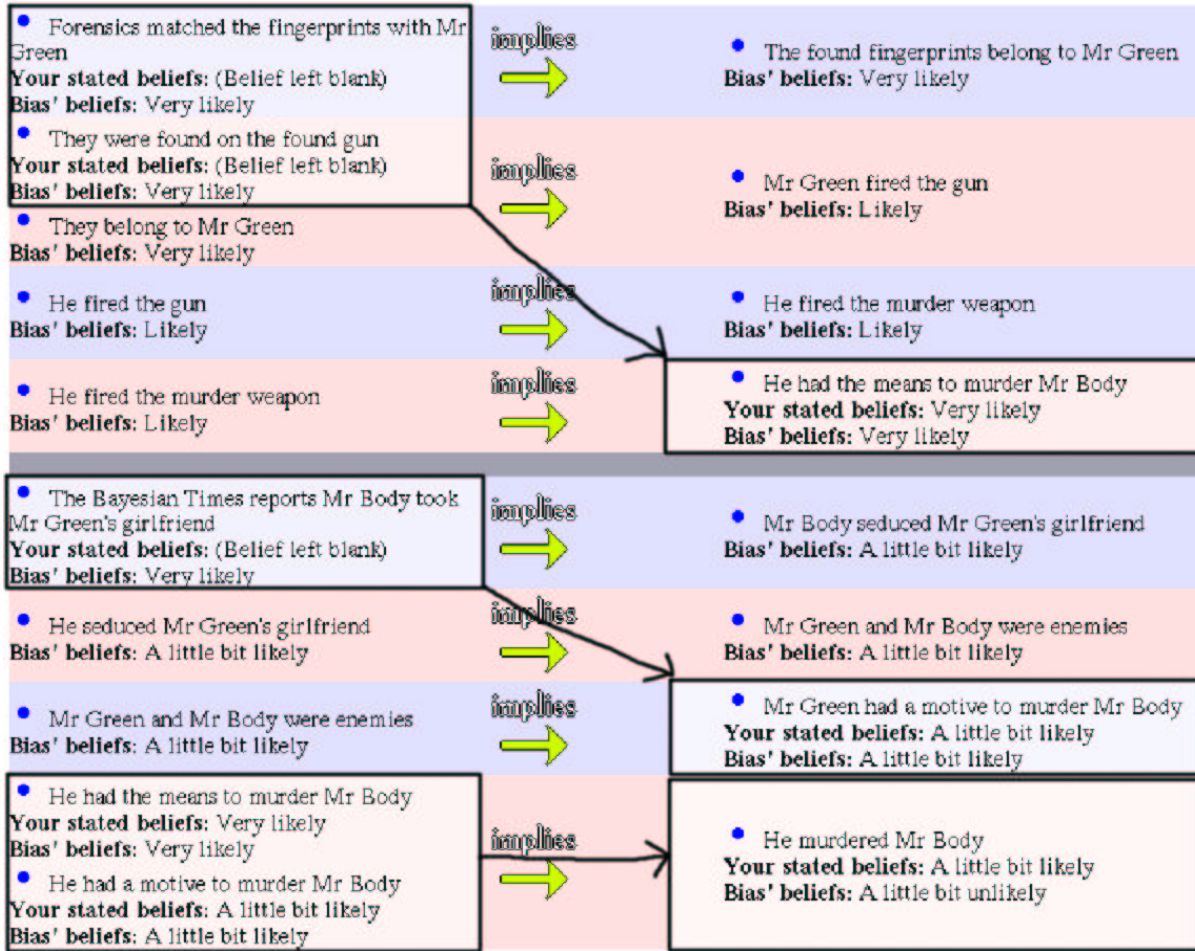 • Forensics matched the fingerprints with Mr
Green
Your stated beliefs: (Belief left blank)
Bias' beliefs: Very likely
implies
• The found fingerprints belong to Mr Green
Bias' beliefs: Very likely
• They were found on the found gun
Your stated beliefs: (Belief left blank)
Bias' beliefs: Very likely
• They belong to Mr Green
Bias' beliefs: Very likely
implies
• Mr Green fired the gun
Bias' beliefs: Likely
• He fired the gun
Bias' beliefs: Likely
implies
• He fired the murder weapon
Bias' beliefs: Likely
• He fired the murder weapon
Bias' beliefs: Likely
implies
• He had the means to murder Mr Body
Your stated beliefs: Very likely
Bias' beliefs: Very likely
• The Bayesian Times reports Mr Body took
Mr Green's girlfriend
Your stated beliefs: (Belief left blank)
Bias' beliefs: Very likely
implies
• Mr Body seduced Mr Green's girlfriend
Bias' beliefs: A little bit likely
• He seduced Mr Green's girlfriend
Bias' beliefs: A little bit likely
implies
• Mr Green and Mr Body were enemies
Bias' beliefs: A little bit likely
• Mr Green and Mr Body were enemies
Bias' beliefs: A little bit likely
implies
• Mr Green had a motive to murder Mr Body
Your stated beliefs: A little bit likely
Bias' beliefs: A little bit likely
• He had the means to murder Mr Body
Your stated beliefs: Very likely
Bias' beliefs: Very likely
• He had a motive to murder Mr Body
Your stated beliefs: A little bit likely
Bias' beliefs: A little bit likely
implies
• He murdered Mr Body
Your stated beliefs: A little bit likely
Bias' beliefs: A little bit unlikely